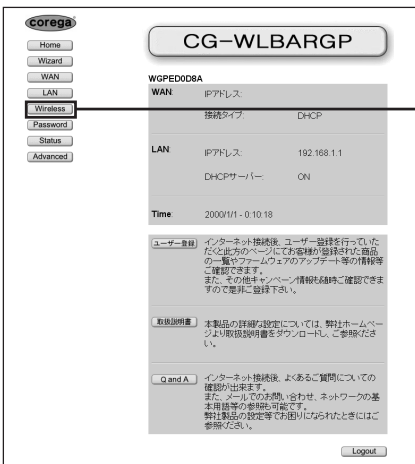 corega
Home
Wizard
WAN
LAN
Wireless
Password
Status
Advanced
CG-WLBARGP
WGPED0D8A
WAN: IPアドレス:
接続タイプ: DHCP
LAN: IPアドレス: 192.168.1.1
DHCPサーバー: ON
Time: 2000/1/1 - 0:10:18
ユーザー登録
インターネット接続後、ユーザー登録を行っていた
だくと此方のページにてお客様が登録された商品
の一覧やファームウェアのアップデート等の情報等
ご確認できます。
また、その他キャンペーン情報も随時ご確認できま
すので是非ご登録下さい。
取扱説明書
本製品の詳細な設定については、弊社ホームペー
ジより取扱説明書をダウンロードし、ご参照くださ
い。
Q and A
インターネット接続後、よくあるご質問についての
確認が出来ます。
また、メールでのお問い合わせ、ネットワークの基
本用語等の参照も可能です。
弊社製品の設定等でお困りになられたときにはご
参照ください。
Logout